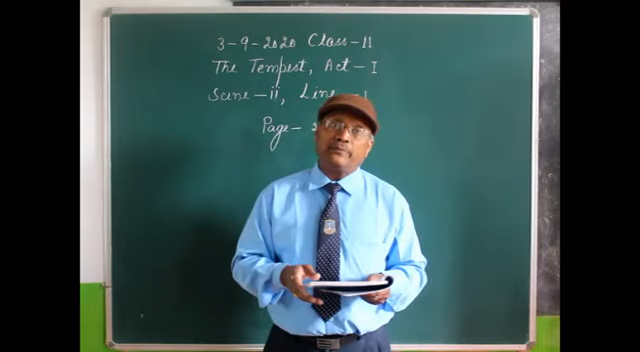 3-9-2020 Class-11
The Tempest, Act-I
Scene-ii, Line-
Page-